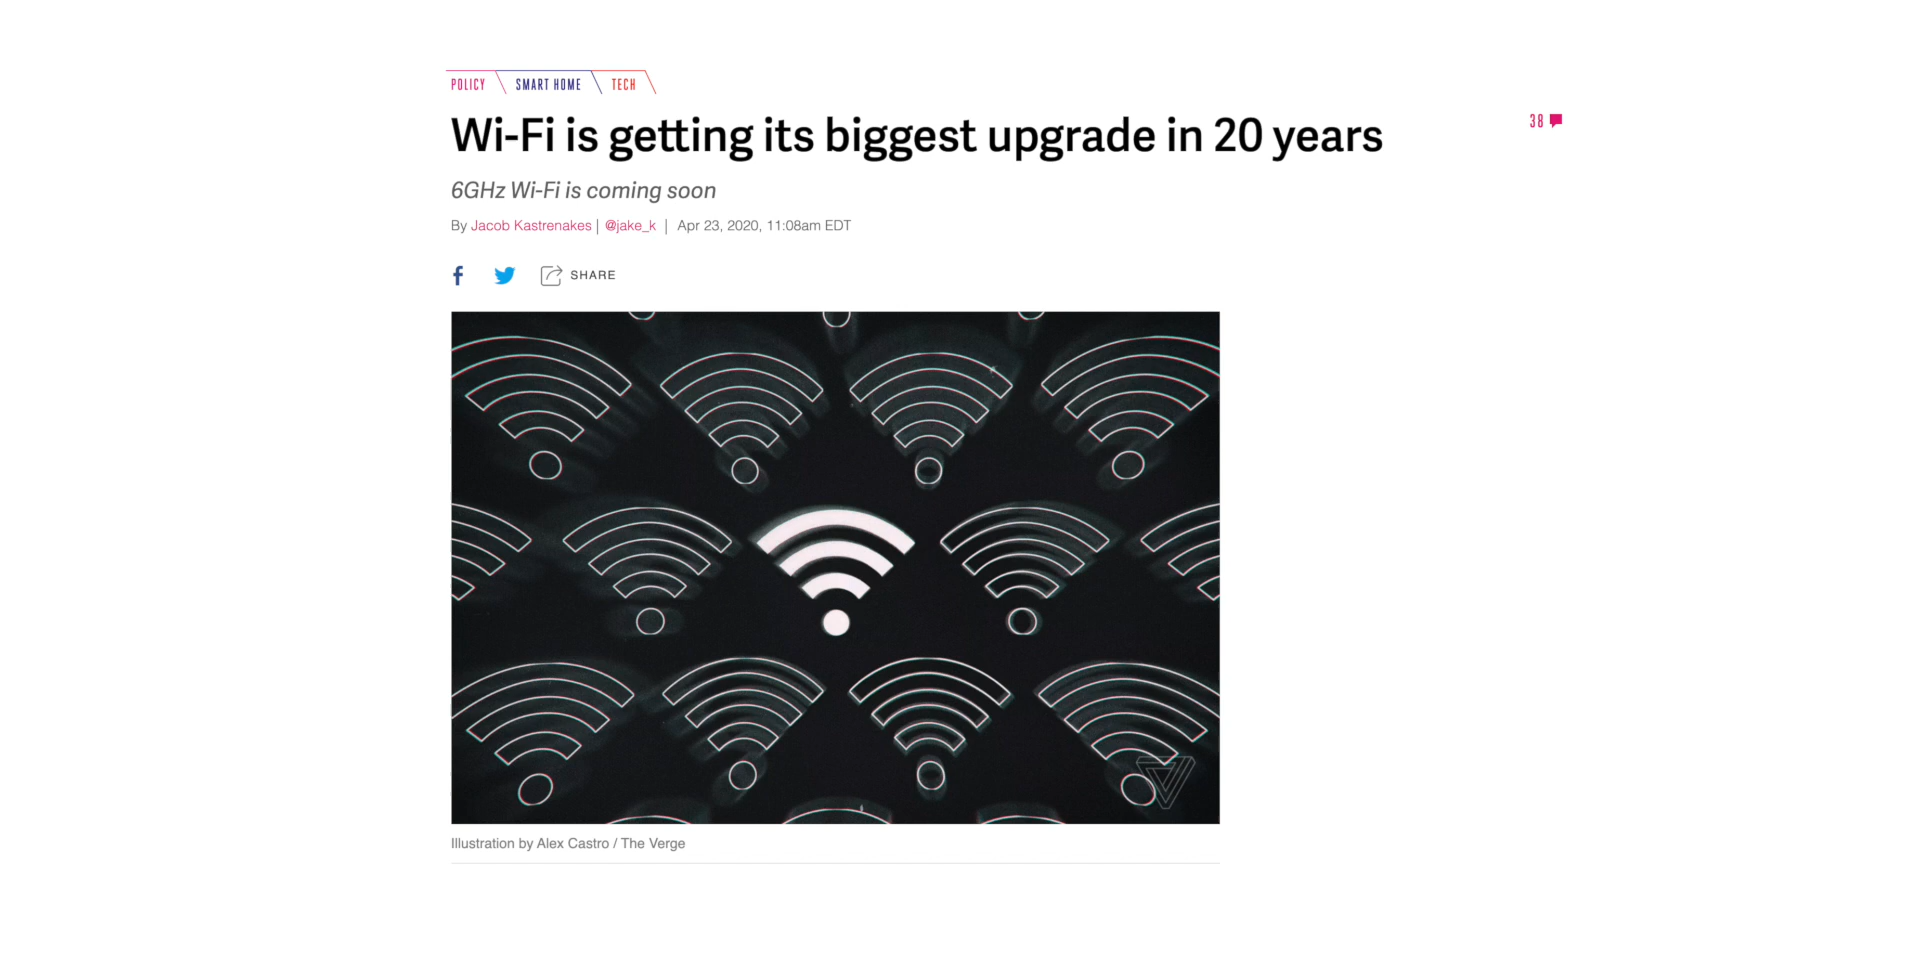 POLICY SMART HOME TECH
Wi-Fi is getting its biggest upgrade in 20 years
38
6GHz Wi-Fi is coming soon
By Jacob Kastrenakes | @jake_k | Apr 23, 2020, 11:08am EDT
f SHARE
Illustration by Alex Castro / The Verge